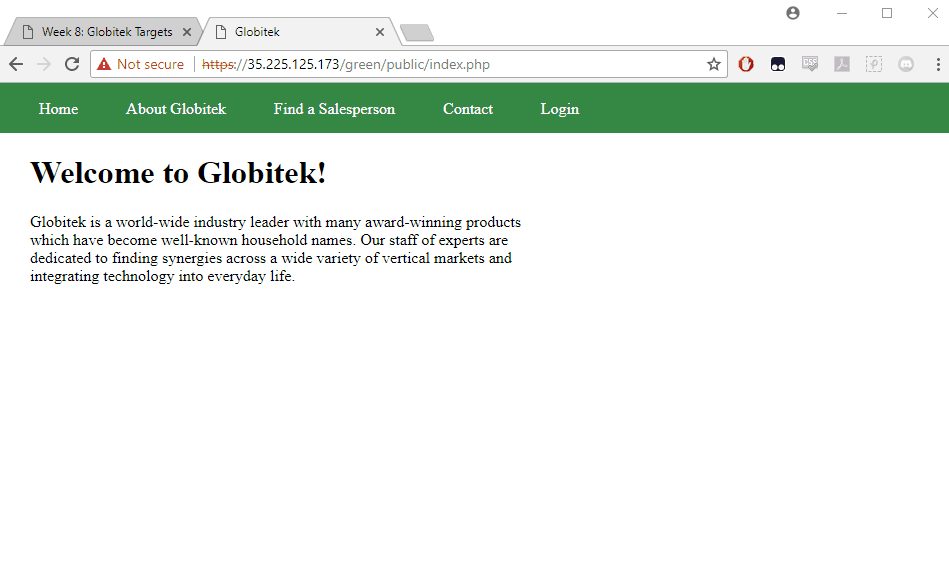 Week 8: Globitek Targets
Globitek
Not secure
https://35.225.125.173/green/public/index.php
Home
About Globitek
Find a Salesperson
Contact
Login
Welcome to Globitek!
Globitek is a world-wide industry leader with many award-winning products
which have become well-known household names. Our staff of experts are
dedicated to finding synergies across a wide variety of vertical markets and
integrating technology into everyday life.